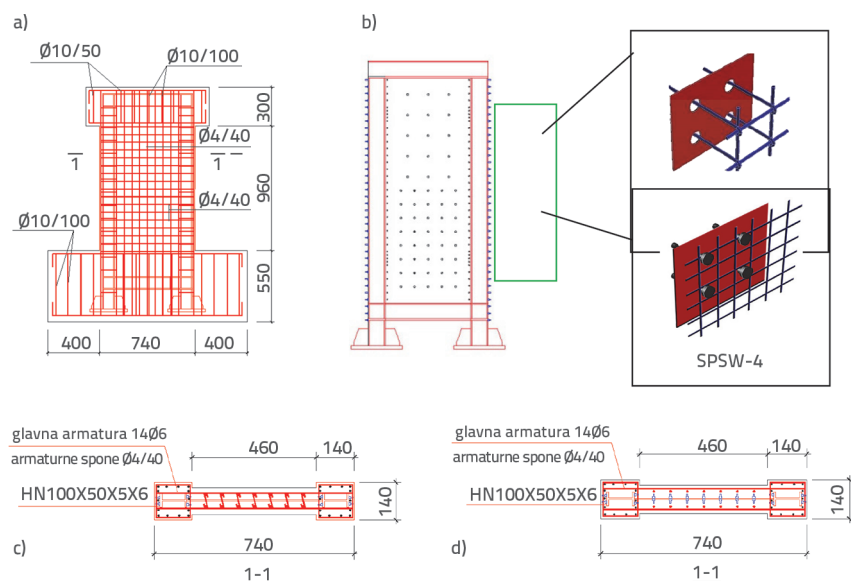 a)
Ø10/50
Ø10/100
300
Ø4/40
1
1
960
Ø4/40
Ø10/100
550
400
740
400
b)
SPSW-4
glavna armatura 14Ø6
armaturne spone Ø4/40
HN100X50X5X6
460
140
140
740
c)
1-1
glavna armatura 14Ø6
armaturne spone Ø4/40
HN100X50X5X6
460
140
140
740
d)
1-1